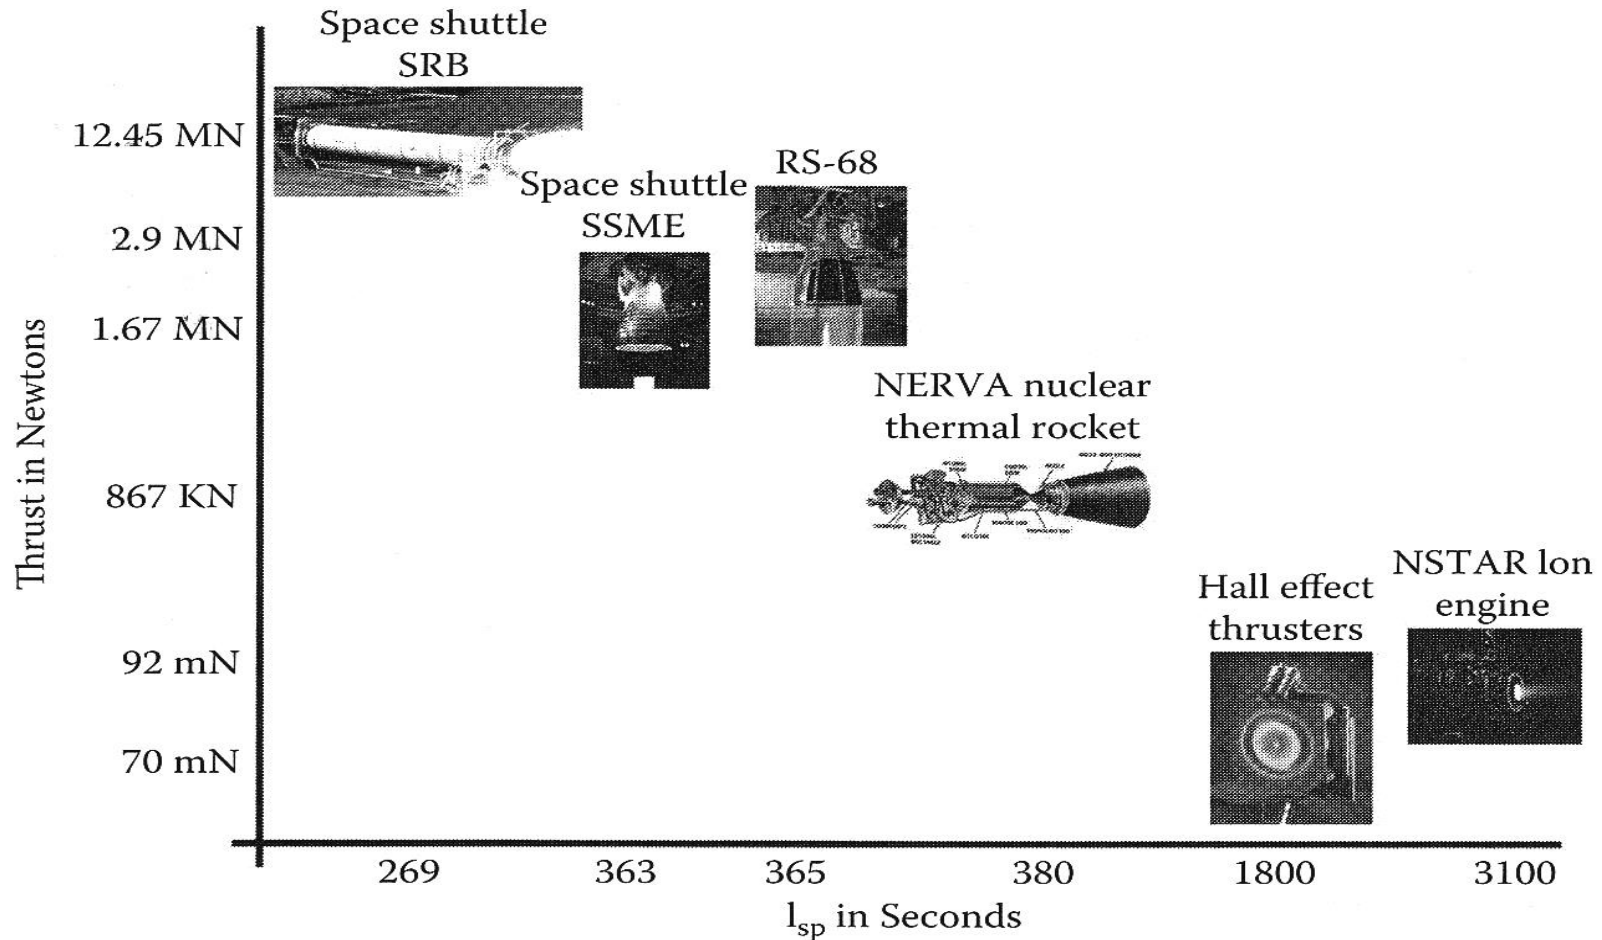 Space shuttle
SRB
12.45 MN
RS-68
Space shuttle
SSME
2.9 MN
1.67 MN
Thrust in Newtons
NERVA nuclear
thermal rocket
867 KN
NSTAR lon
engine
Hall effect
thrusters
92 mN
70 mN
269 363 365 380 1800 3100
lsp in Seconds